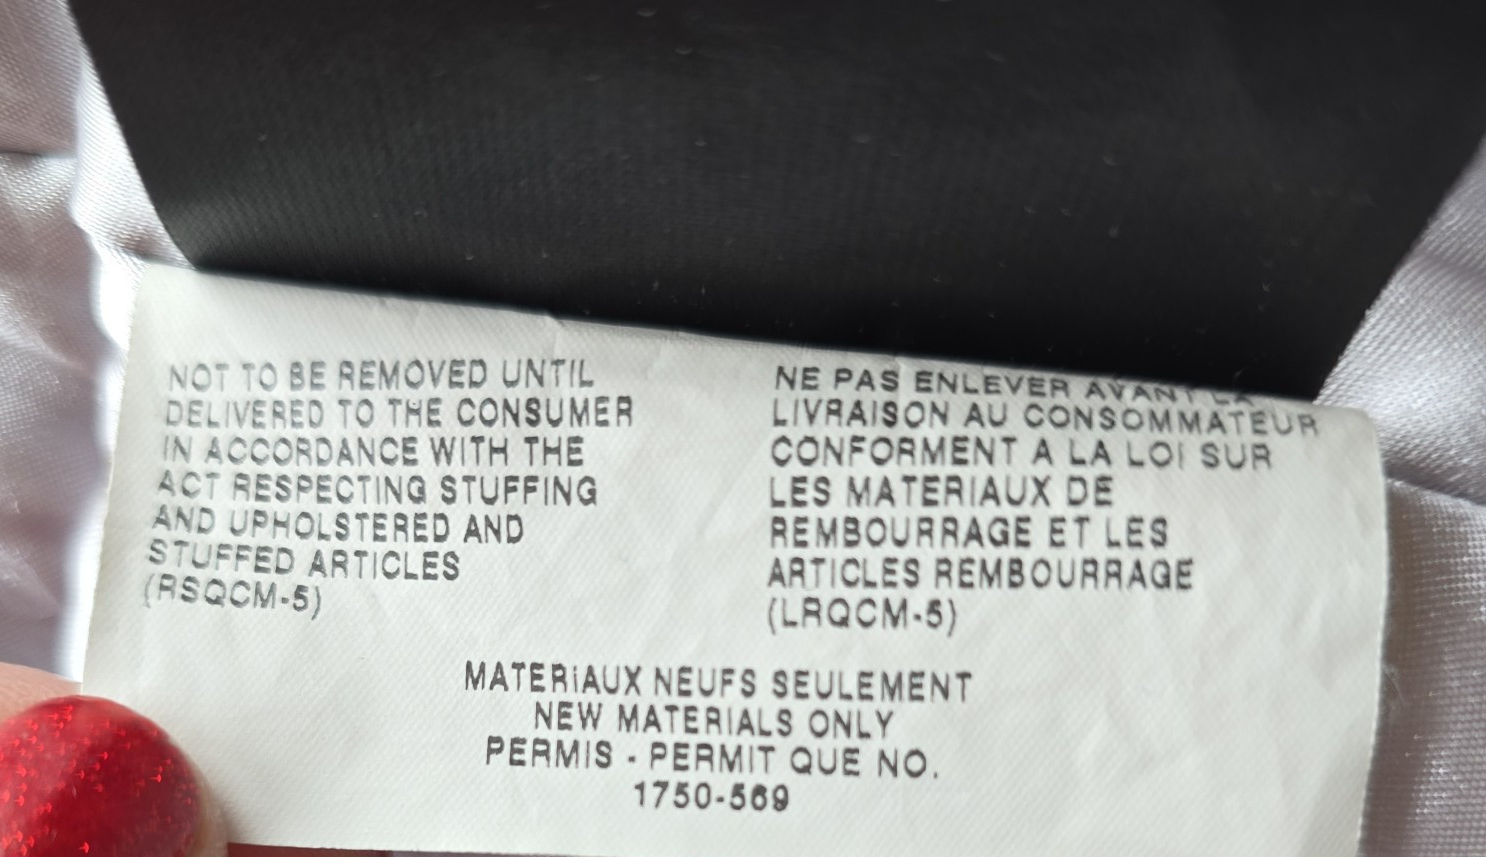 NOT TO BE REMOVED UNTIL
DELIVERED TO THE CONSUMER
IN ACCORDANCE WITH THE
ACT RESPECTING STUFFING
AND UPHOLSTERED AND
STUFFED ARTICLES
(RSQCM-5)
NE PAS ENLEVER AVANT LA
LIVRAISON AU CONSOMMATEUR
CONFORMENT A LA LOI SUR
LES MATERIAUX DE
REMBOURRAGE ET LES
ARTICLES REMBOURRAGE
(LRQCM-5)
MATERIAUX NEUFS SEULEMENT
NEW MATERIALS ONLY
PERMIS - PERMIT QUE NO.
1750-569